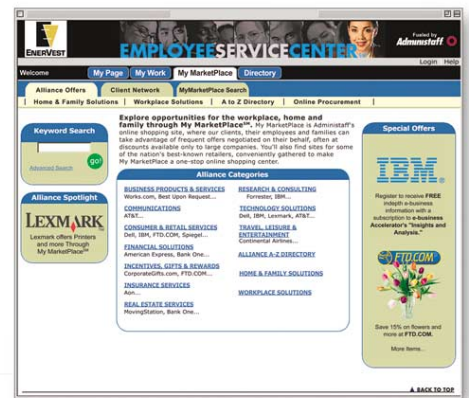 ENERVEST
EMPLOYEESERVICECENTER
Fueled by
Administaff
Login Help
Welcome
My Page
My Work
My MarketPlace
Directory
Alliance Offers
Client Network
MyMarketPlace Search
Home & Family Solutions | Workplace Solutions | A to Z Directory | Online Procurement |
Keyword Search
go!
Advanced Search
Alliance Spotlight
LEXMARK
Lexmark offers Printers
and more Through
My MarketPlace℠
Explore opportunities for the workplace, home and
family through My MarketPlace℠. My MarketPlace is Administaff's
online shopping site, where our clients, their employees and families can
take advantage of frequent offers negotiated on their behalf, often at
discounts available only to large companies. You'll also find sites for some
of the nation's best-known retailers, conveniently gathered to make
My MarketPlace a one-stop online shopping center.
Alliance Categories
BUSINESS PRODUCTS & SERVICES
Works.com, Best Upon Request...
COMMUNICATIONS
AT&T...
CONSUMER & RETAIL SERVICES
Dell, IBM, FTD.COM, Spiegel...
FINANCIAL SOLUTIONS
American Express, Bank One...
INCENTIVES, GIFTS & REWARDS
CorporateGifts.com, FTD.COM...
INSURANCE SERVICES
Aon...
REAL ESTATE SERVICES
MovingStation, Bank One...
RESEARCH & CONSULTING
Forrester, IBM...
TECHNOLOGY SOLUTIONS
Dell, IBM, Lexmark, AT&T...
TRAVEL, LEISURE &
ENTERTAINMENT
Continental Airlines...
ALLIANCE A-Z DIRECTORY
HOME & FAMILY SOLUTIONS
WORKPLACE SOLUTIONS
Special Offers
IBM
Register to receive FREE
indepth e-business
information with a
subscription to e-business
Accelerator's "Insights and
Analysis."
FTD.COM
Save 15% on flowers and
more at FTD.COM.
More Items...
▲ BACK TO TOP